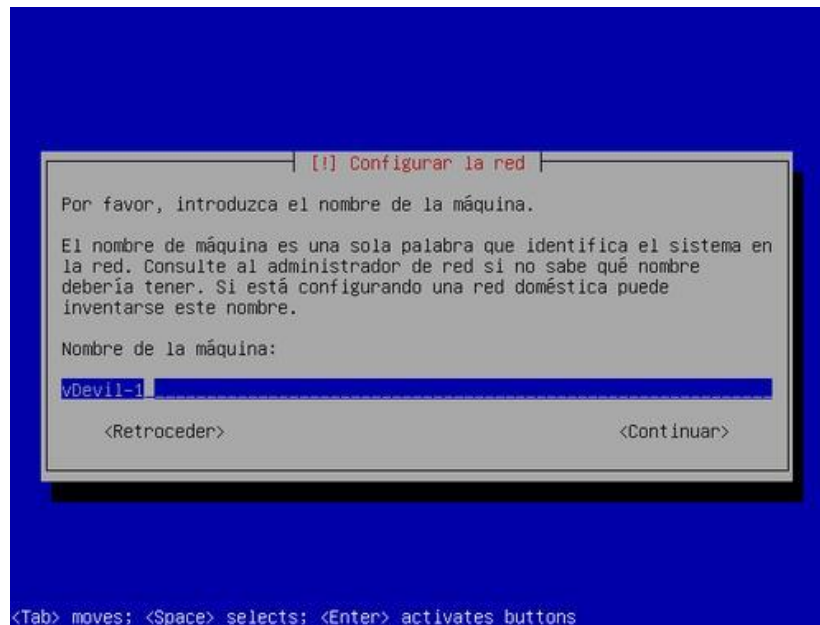 [!] Configurar la red
Por favor, introduzca el nombre de la máquina.
El nombre de máquina es una sola palabra que identifica el sistema en
la red. Consulte al administrador de red si no sabe qué nombre
debería tener. Si está configurando una red doméstica puede
inventarse este nombre.
Nombre de la máquina:
vDevil-1
<Retroceder> <Continuar>
<Tab> moves; <Space> selects; <Enter> activates buttons